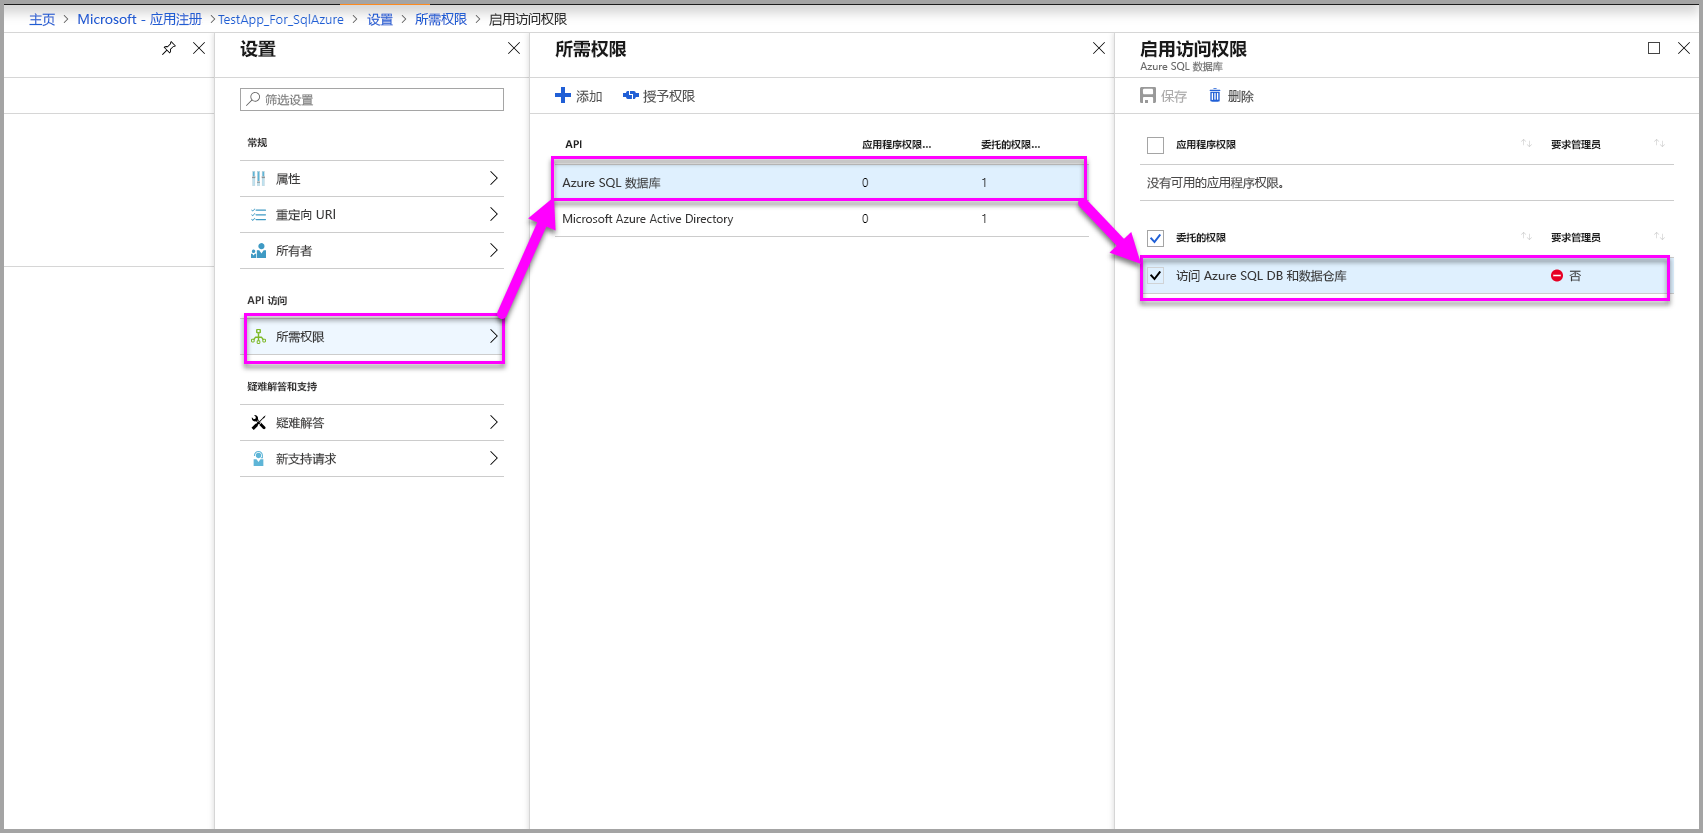 主页 > Microsoft - 应用注册 > TestApp_For_SqlAzure > 设置 > 所需权限 > 启用访问权限
设置
筛选设置
常规
属性
重定向 URI
所有者
API 访问
所需权限
疑难解答和支持
疑难解答
新支持请求
所需权限
添加 授予权限
API 应用程序权限... 委托的权限...
Azure SQL 数据库 0 1
Microsoft Azure Active Directory 0 1
启用访问权限
Azure SQL 数据库
保存 删除
应用程序权限 要求管理员
没有可用的应用程序权限。
委托的权限 要求管理员
访问 Azure SQL DB 和数据仓库 否